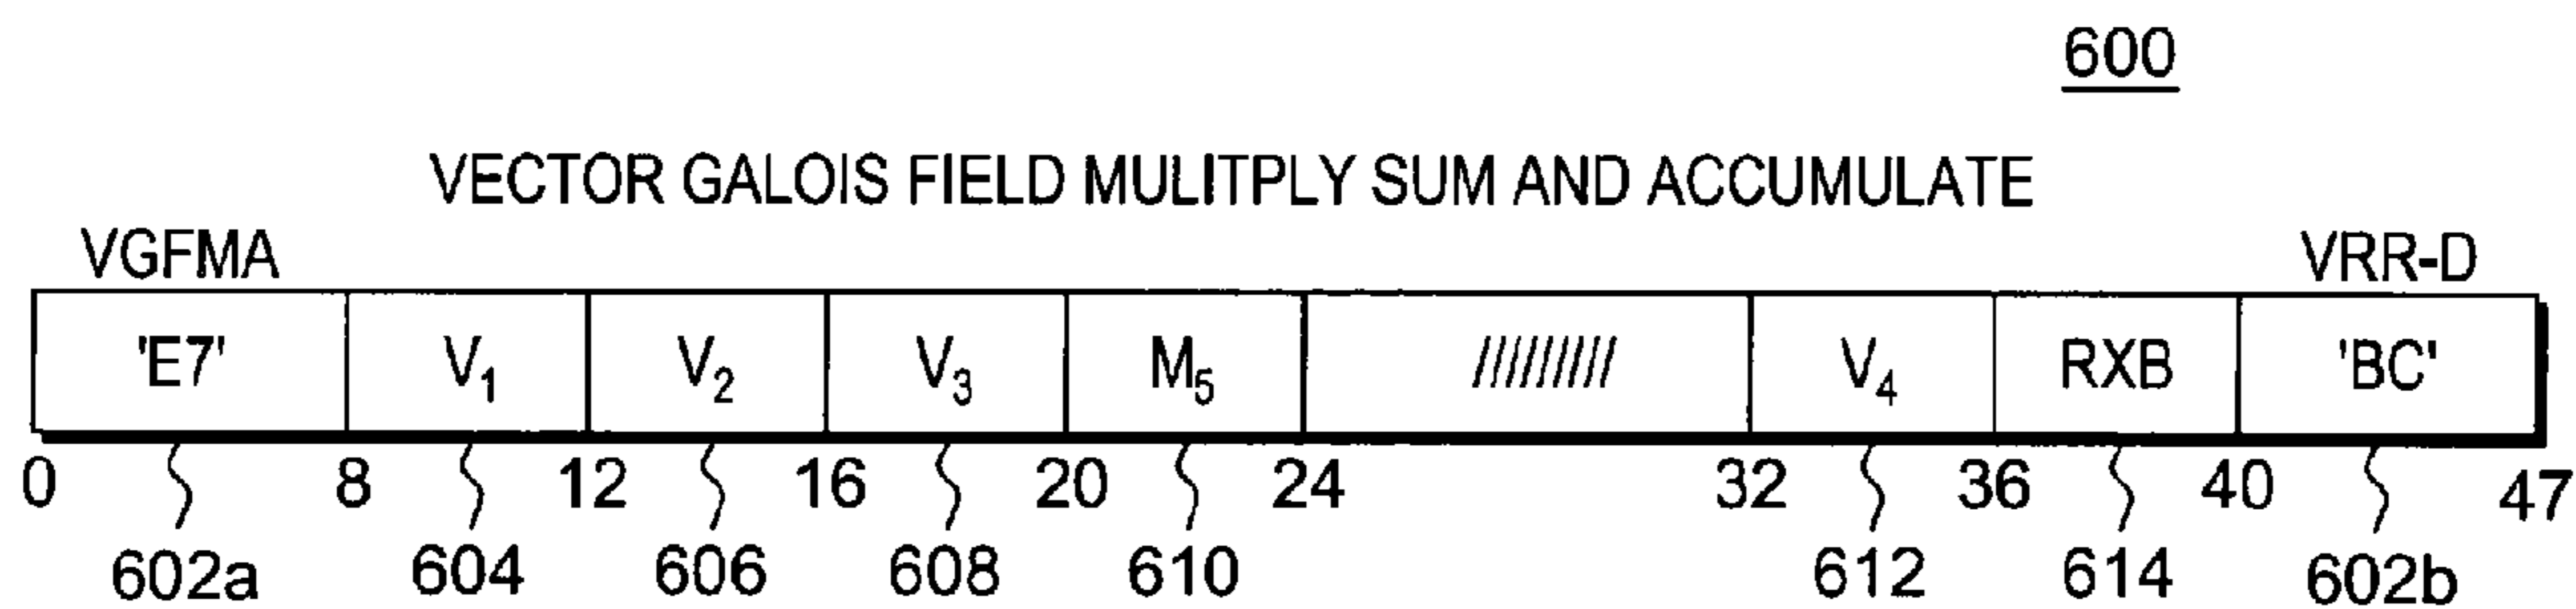 600
VECTOR GALOIS FIELD MULITPLY SUM AND ACCUMULATE
VGFMA VRR-D
'E7' V1 V2 V3 M5 ///////// V4 RXB 'BC'
0 8 12 16 20 24 32 36 40 47
602a 604 606 608 610 612 614 602b